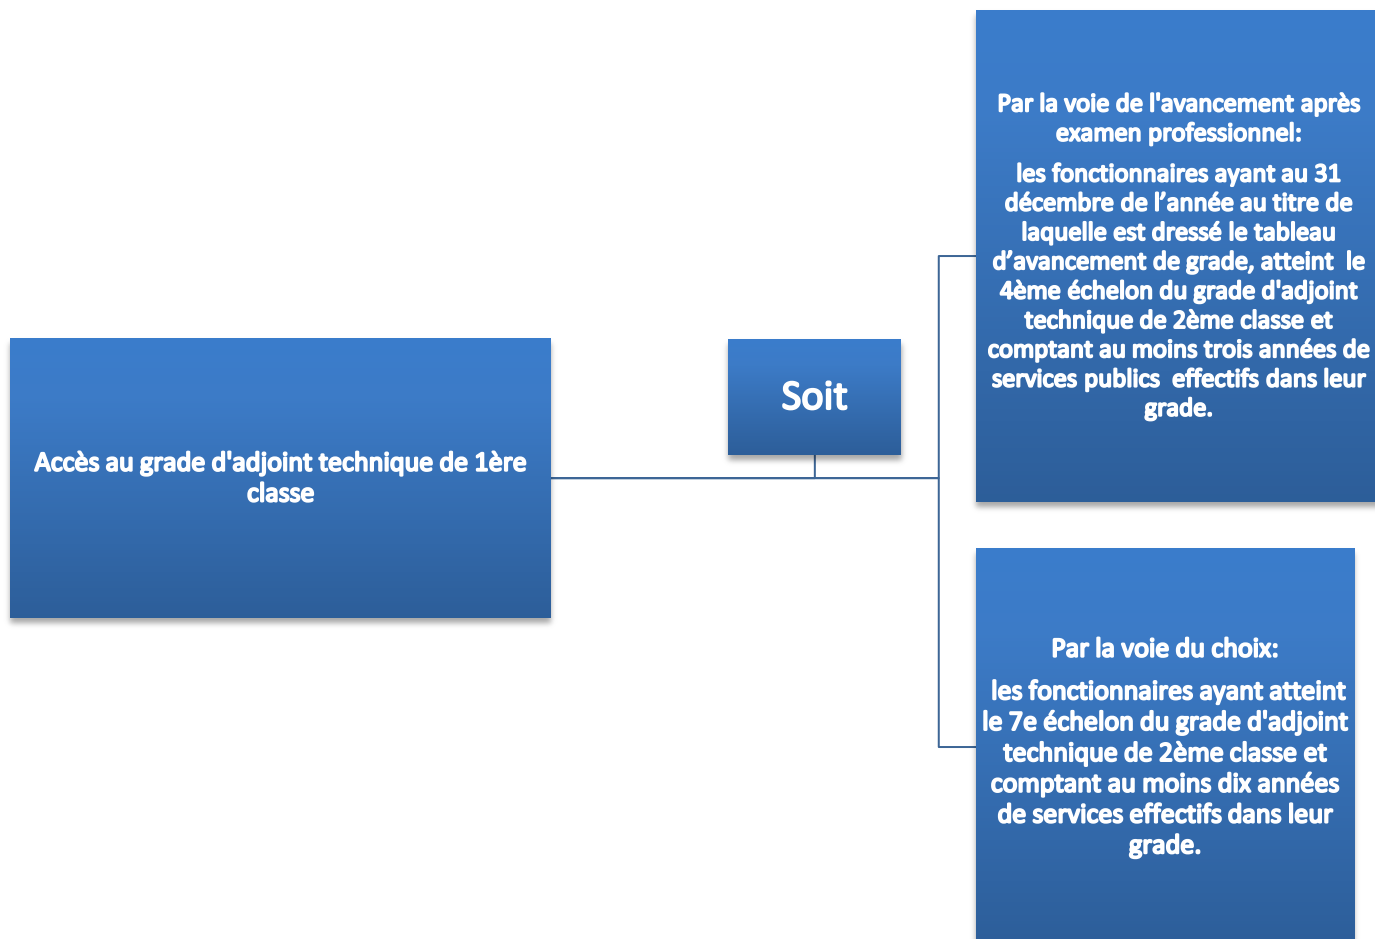 Accès au grade d'adjoint technique de 1ère
classe
Soit
Par la voie de l'avancement après
examen professionnel:
les fonctionnaires ayant au 31
décembre de l’année au titre de
laquelle est dressé le tableau
d’avancement de grade, atteint  le
4ème échelon du grade d'adjoint
technique de 2ème classe et
comptant au moins trois années de
services publics  effectifs dans leur
grade.
Par la voie du choix:
les fonctionnaires ayant atteint
le 7e échelon du grade d'adjoint
technique de 2ème classe et
comptant au moins dix années
de services effectifs dans leur
grade.